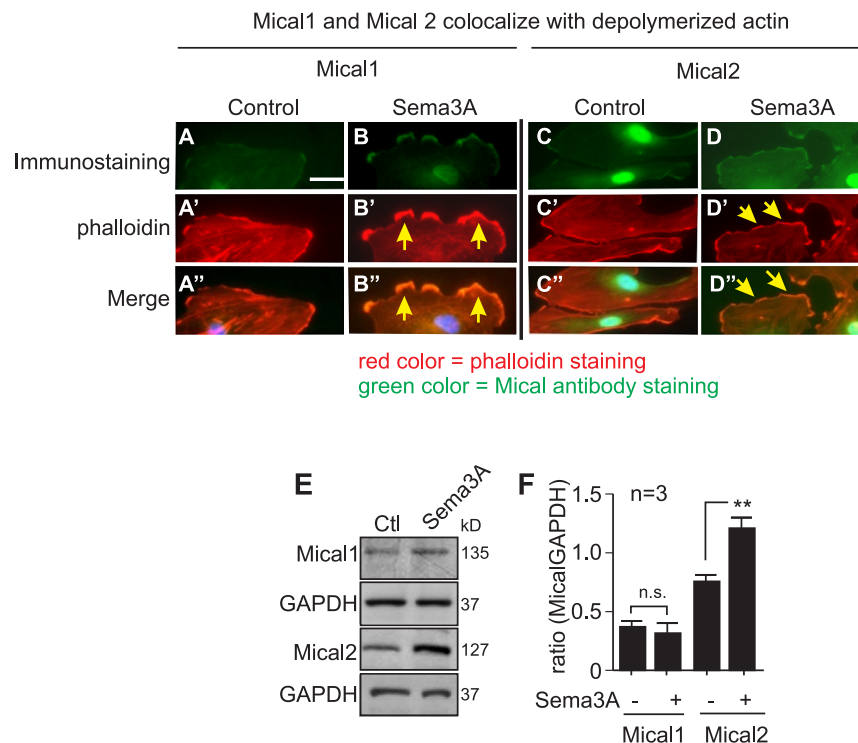 Mical1 and Mical 2 colocalize with depolymerized actin
Mical1 Mical2
Control Sema3A Control Sema3A
Immunostaining A B C D
phalloidin A' B' C' D'
Merge A" B" C" D"
red color = phalloidin staining
green color = Mical antibody staining
E
Ctl Sema3A kD
Mical1 135
GAPDH 37
Mical2 127
GAPDH 37
F
ratio (MicalGAPDH)
n=3
1.5
1.0
0.5
0
n.s.
**
Sema3A - + - +
Mical1 Mical2